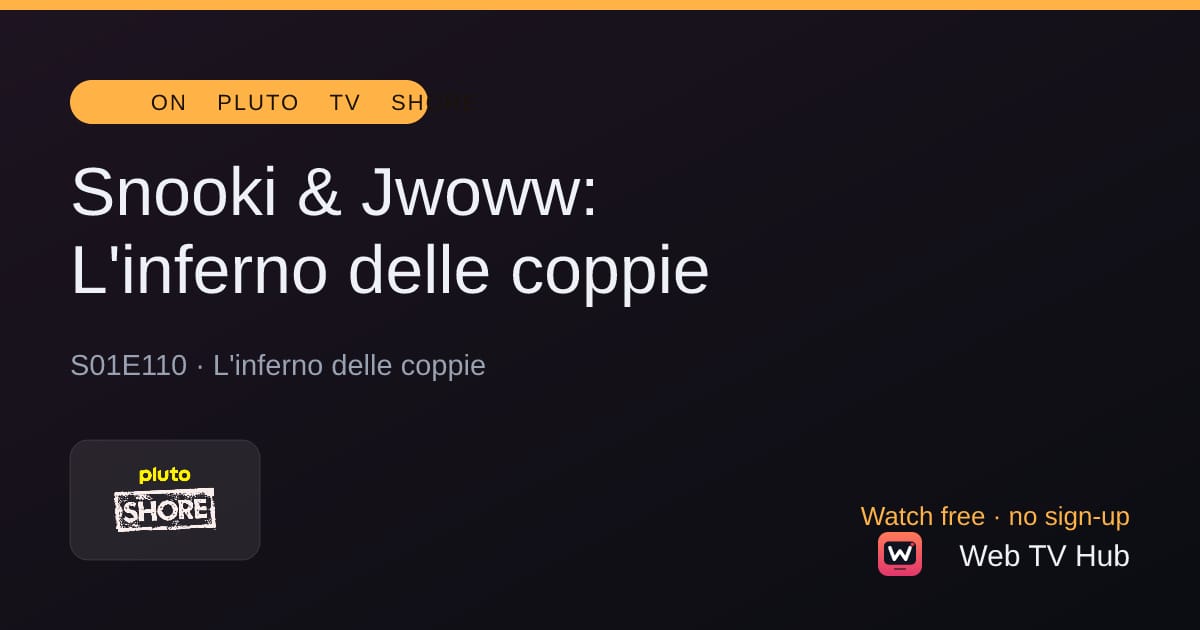 ON PLUTO TV SHORE
Snooki & Jwoww:
L'inferno delle coppie
S01E110 · L'inferno delle coppie
pluto
SHORE
Watch free · no sign-up
W
Web TV Hub